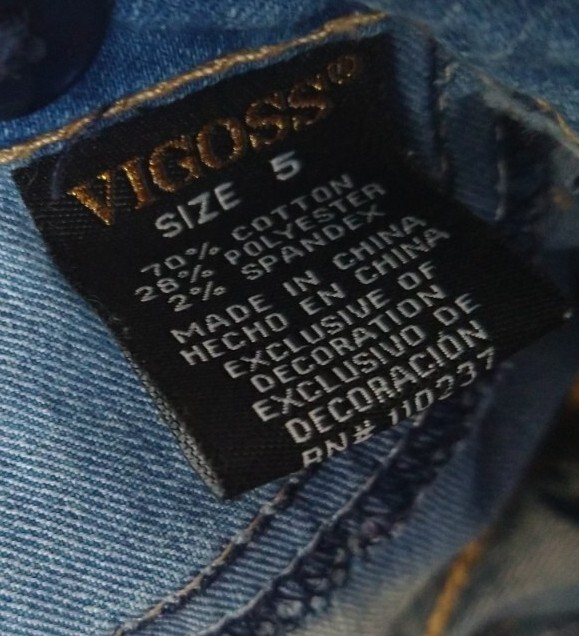 VIGOSS®
SIZE 5
70% COTTON
28% POLYESTER
2% SPANDEX
MADE IN CHINA
HECHO EN CHINA
EXCLUSIVE OF
DECORATION
EXCLUSIVO DE
DECORACIÓN
RN# 110237